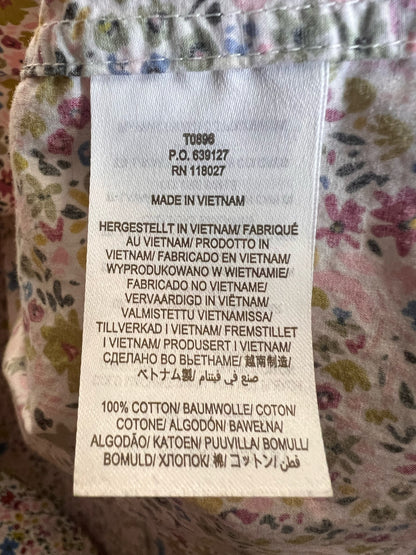 T0896
P.O. 639127
RN 118027
MADE IN VIETNAM
HERGESTELLT IN VIETNAM/ FABRIQUÉ
AU VIETNAM/ PRODOTTO IN
VIETNAM/ FABRICADO EN VIETNAM/
WYPRODUKOWANO W WIETNAMIE/
FABRICADO NO VIETNAME/
VERVAARDIGD IN VIËTNAM/
VALMISTETTU VIETNAMISSA/
TILLVERKAD I VIETNAM/ FREMSTILLET
I VIETNAM/ PRODUSERT I VIETNAM/
СДЕЛАНО ВО ВЬЕТНАМЕ/ 越南制造/
ベトナム製/ صنع في فيتنام
100% COTTON/ BAUMWOLLE/ COTON/
COTONE/ ALGODÓN/ BAWEŁNA/
ALGODÃO/ KATOEN/ PUUVILLA/ BOMULL/
BOMULD/ ХЛОПОК/ 棉/ コットン/ قطن